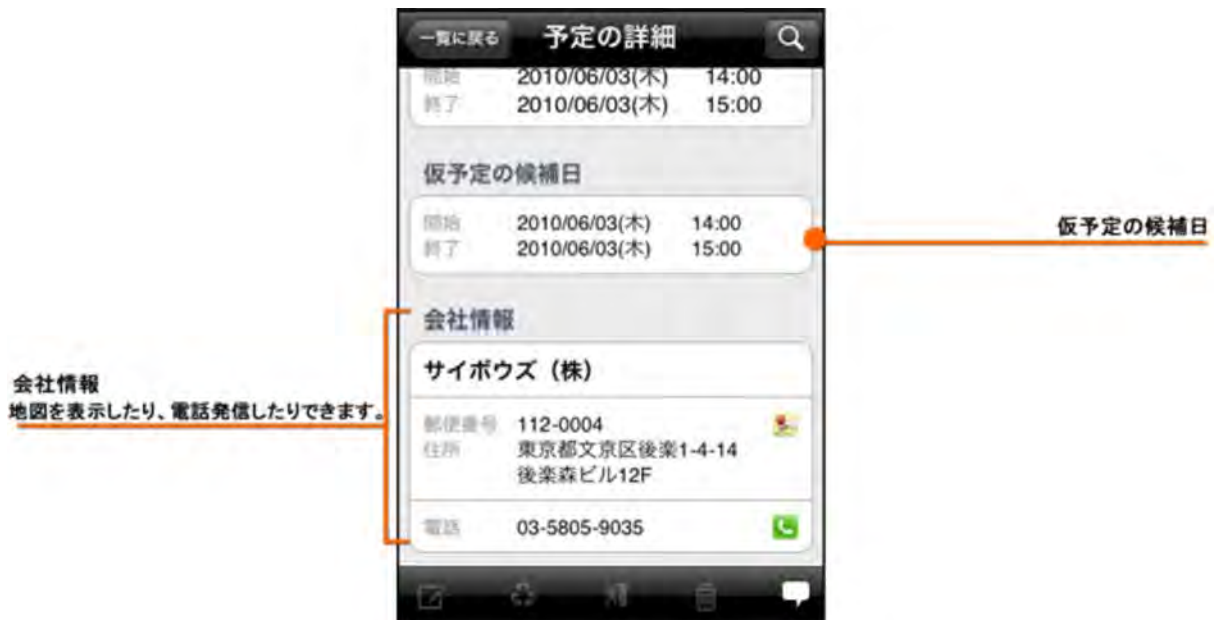 一覧に戻る
予定の詳細
開始 2010/06/03(木) 14:00
終了 2010/06/03(木) 15:00
仮予定の候補日
開始 2010/06/03(木) 14:00
終了 2010/06/03(木) 15:00
仮予定の候補日
会社情報
サイボウズ（株）
郵便番号 112-0004
住所 東京都文京区後楽1-4-14
後楽森ビル12F
電話 03-5805-9035
会社情報
地図を表示したり、電話発信したりできます。